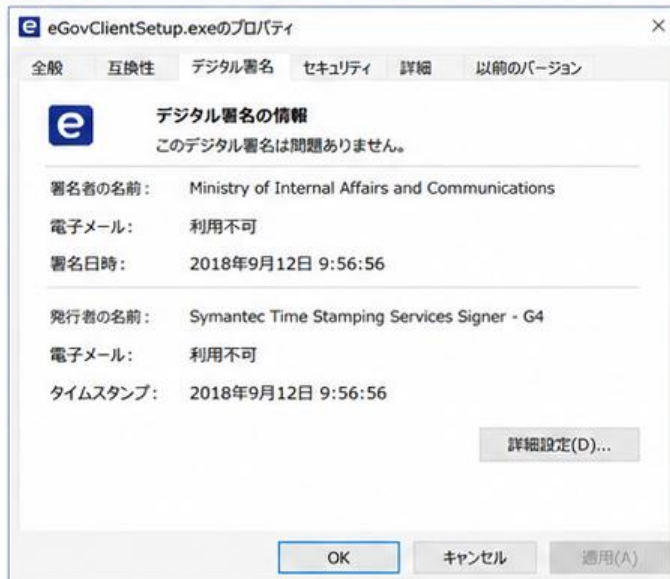 e eGovClientSetup.exeのプロパティ ×
全般 互換性 デジタル署名 セキュリティ 詳細 以前のバージョン
e
デジタル署名の情報
このデジタル署名は問題ありません。
署名者の名前: Ministry of Internal Affairs and Communications
電子メール: 利用不可
署名日時: 2018年9月12日 9:56:56
発行者の名前: Symantec Time Stamping Services Signer - G4
電子メール: 利用不可
タイムスタンプ: 2018年9月12日 9:56:56
詳細設定(D)...
OK キャンセル 適用(A)